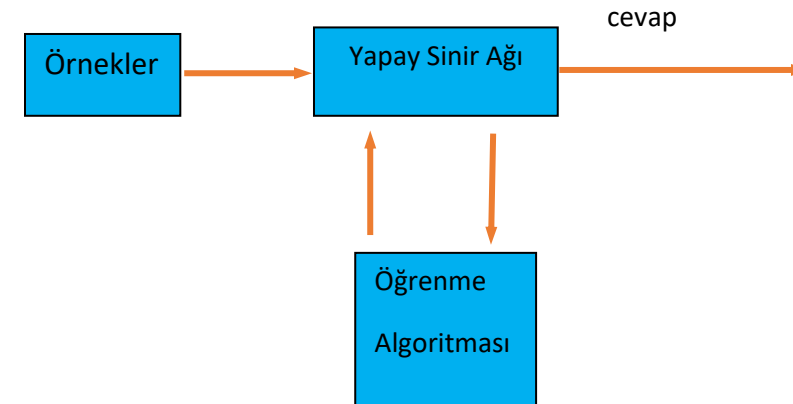 cevap
Örnekler
Yapay Sinir Ağı
Öğrenme
Algoritması